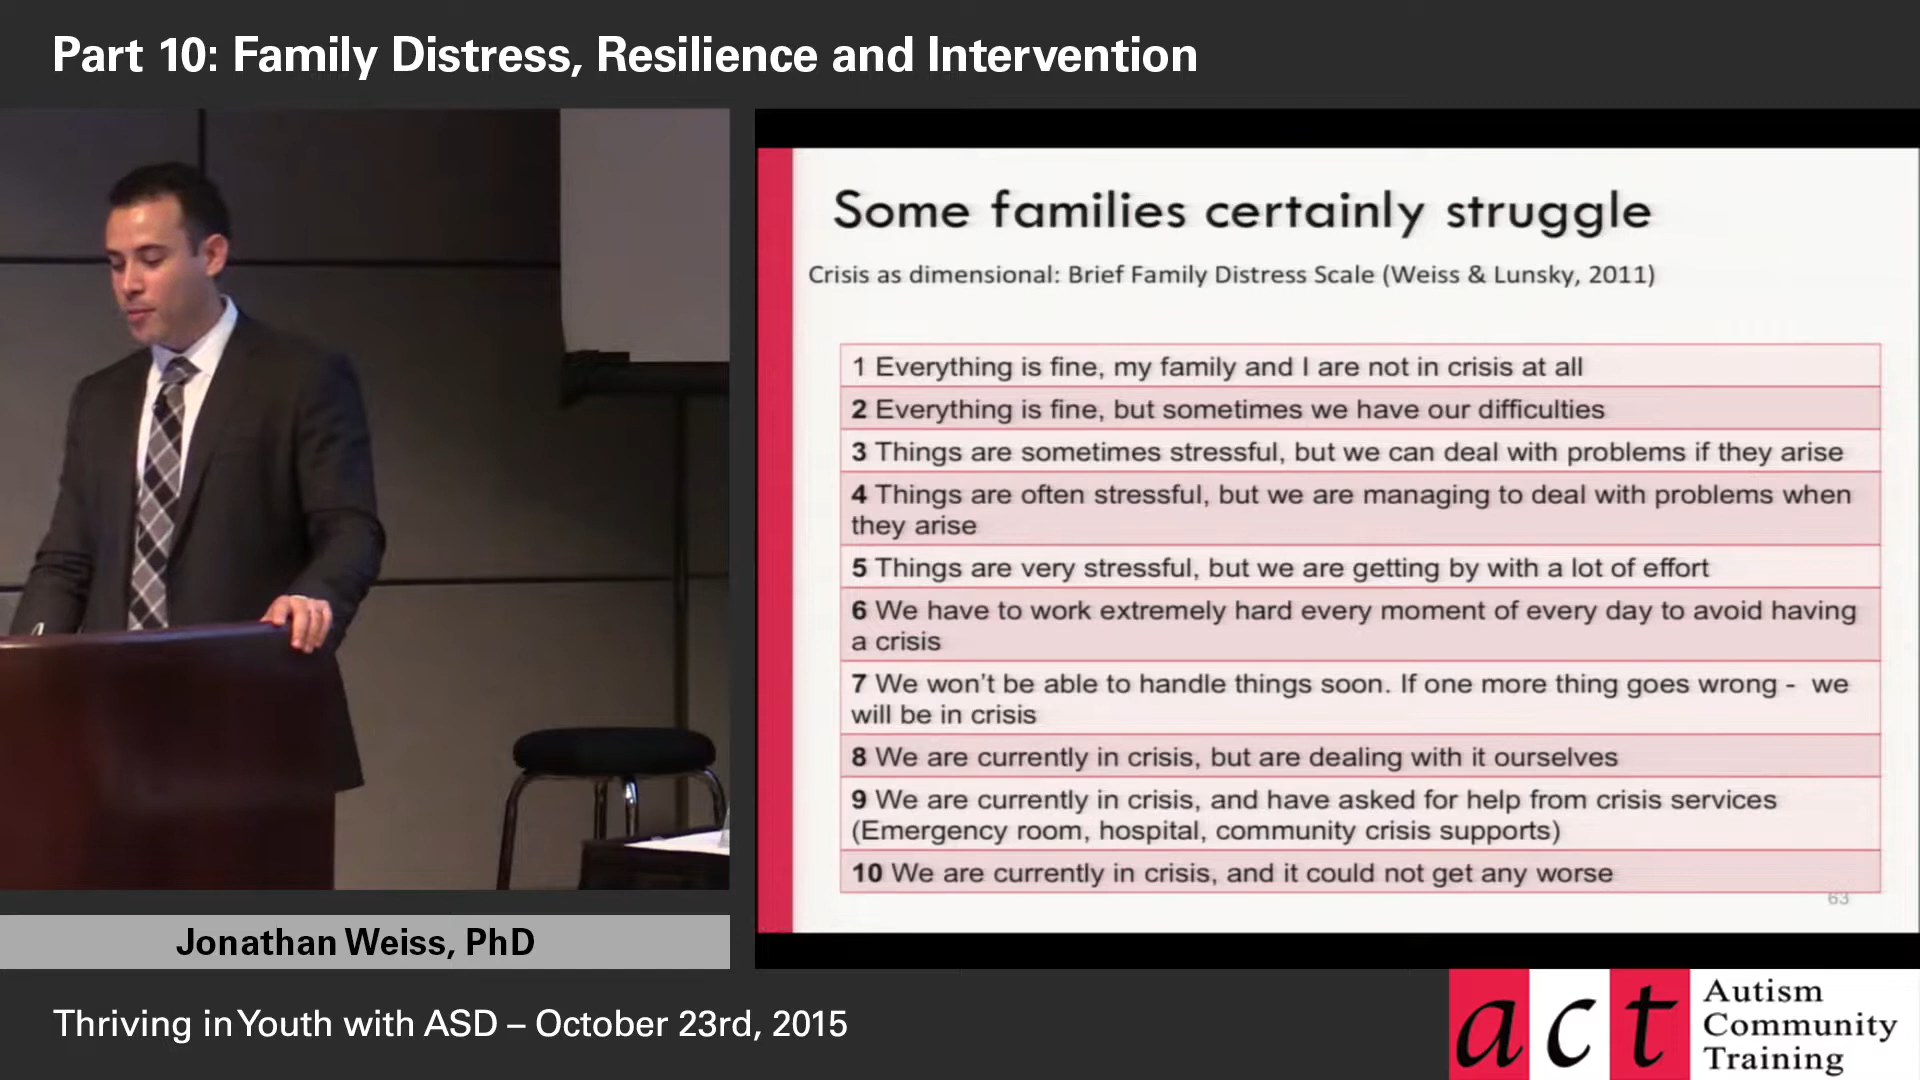 Part 10: Family Distress, Resilience and Intervention
Some families certainly struggle
Crisis as dimensional: Brief Family Distress Scale (Weiss & Lunsky, 2011)
1 Everything is fine, my family and I are not in crisis at all
2 Everything is fine, but sometimes we have our difficulties
3 Things are sometimes stressful, but we can deal with problems if they arise
4 Things are often stressful, but we are managing to deal with problems when
they arise
5 Things are very stressful, but we are getting by with a lot of effort
6 We have to work extremely hard every moment of every day to avoid having
a crisis
7 We won't be able to handle things soon. If one more thing goes wrong - we
will be in crisis
8 We are currently in crisis, but are dealing with it ourselves
9 We are currently in crisis, and have asked for help from crisis services
(Emergency room, hospital, community crisis supports)
10 We are currently in crisis, and it could not get any worse
63
Jonathan Weiss, PhD
Thriving in Youth with ASD – October 23rd, 2015
act
Autism
Community
Training